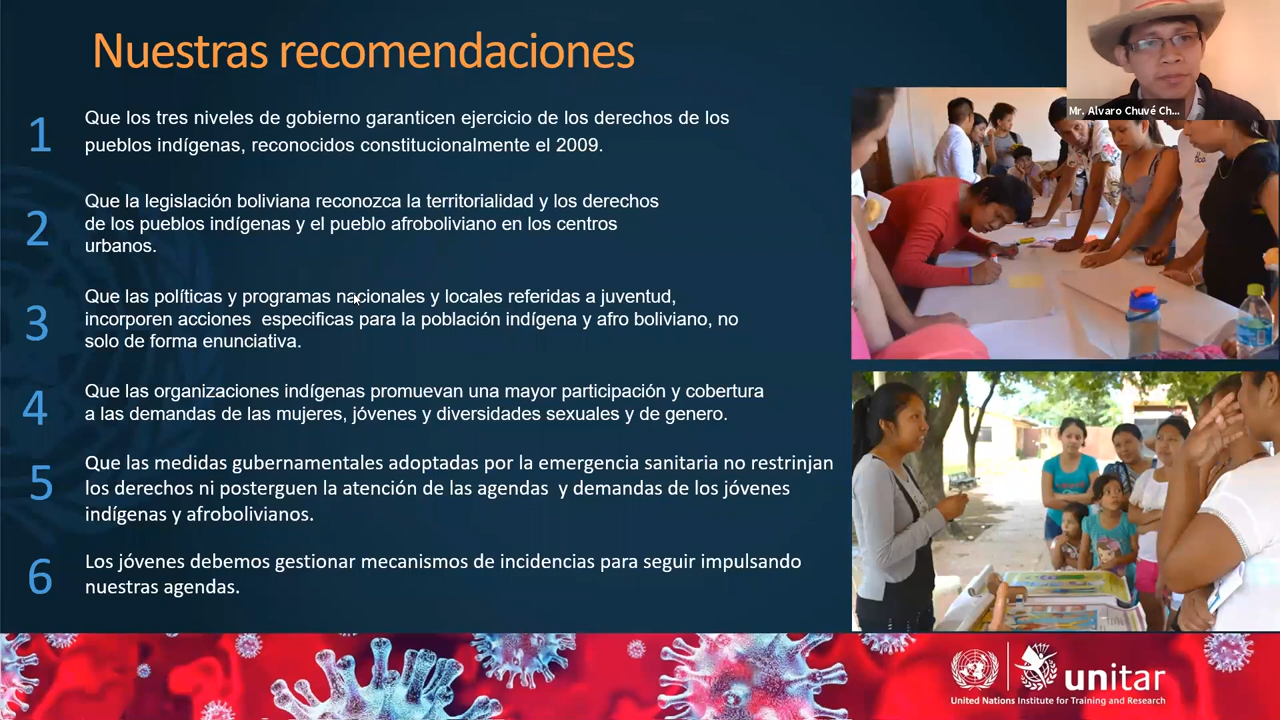 Nuestras recomendaciones
Mr. Alvaro Chuvé Ch...
1
Que los tres niveles de gobierno garanticen ejercicio de los derechos de los
pueblos indígenas, reconocidos constitucionalmente el 2009.
2
Que la legislación boliviana reconozca la territorialidad y los derechos
de los pueblos indígenas y el pueblo afroboliviano en los centros
urbanos.
3
Que las políticas y programas nacionales y locales referidas a juventud,
incorporen acciones  especificas para la población indígena y afro boliviano, no
solo de forma enunciativa.
4
Que las organizaciones indígenas promuevan una mayor participación y cobertura
a las demandas de las mujeres, jóvenes y diversidades sexuales y de genero.
5
Que las medidas gubernamentales adoptadas por la emergencia sanitaria no restrinjan
los derechos ni posterguen la atención de las agendas  y demandas de los jóvenes
indígenas y afrobolivianos.
6
Los jóvenes debemos gestionar mecanismos de incidencias para seguir impulsando
nuestras agendas.
unitar
United Nations Institute for Training and Research